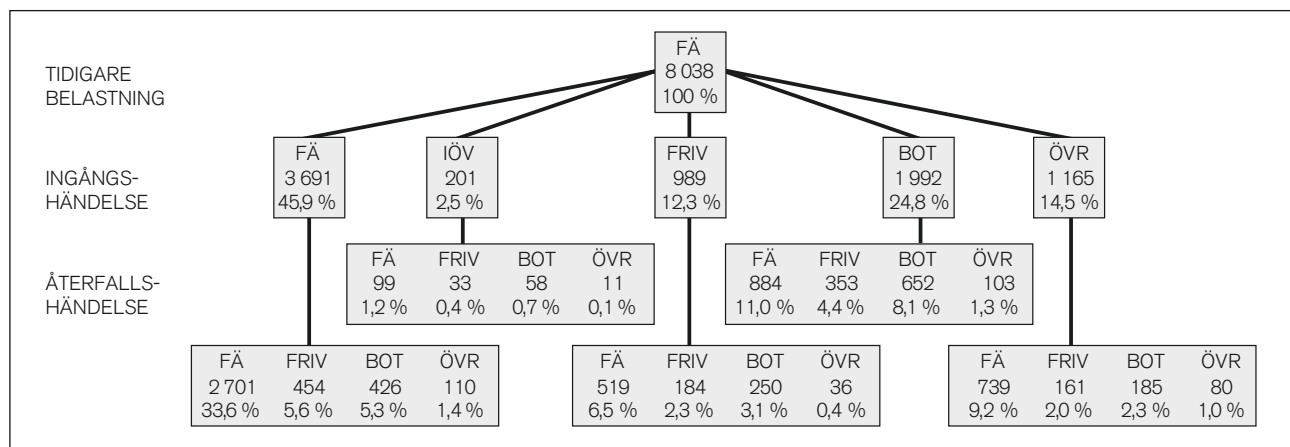 FÄ
8 038
100 %
TIDIGARE
BELASTNING
FÄ
3 691
45,9 %
IÖV
201
2,5 %
FRIV
989
12,3 %
BOT
1 992
24,8 %
ÖVR
1 165
14,5 %
INGÅNGS-
HÄNDELSE
FÄ FRIV BOT ÖVR
99 33 58 11
1,2 % 0,4 % 0,7 % 0,1 %
FÄ FRIV BOT ÖVR
884 353 652 103
11,0 % 4,4 % 8,1 % 1,3 %
ÅTERFALLS-
HÄNDELSE
FÄ FRIV BOT ÖVR
2 701 454 426 110
33,6 % 5,6 % 5,3 % 1,4 %
FÄ FRIV BOT ÖVR
519 184 250 36
6,5 % 2,3 % 3,1 % 0,4 %
FÄ FRIV BOT ÖVR
739 161 185 80
9,2 % 2,0 % 2,3 % 1,0 %